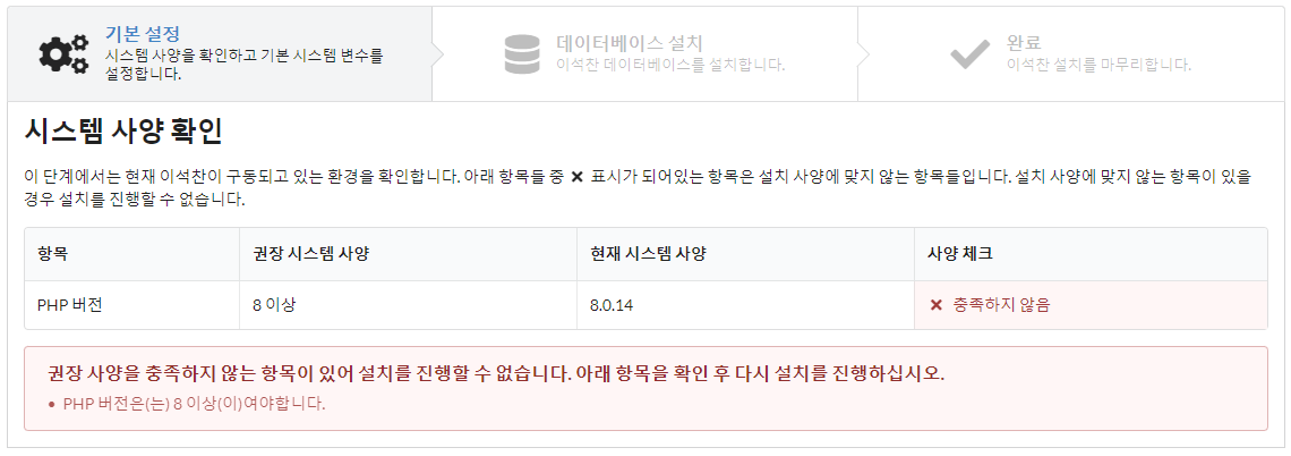 기본 설정
시스템 사양을 확인하고 기본 시스템 변수를
설정합니다.
데이터베이스 설치
이석찬 데이터베이스를 설치합니다.
완료
이석찬 설치를 마무리합니다.
시스템 사양 확인
이 단계에서는 현재 이석찬이 구동되고 있는 환경을 확인합니다. 아래 항목들 중 ✖ 표시가 되어있는 항목은 설치 사양에 맞지 않는 항목들입니다. 설치 사양에 맞지 않는 항목이 있을
경우 설치를 진행할 수 없습니다.
항목 권장 시스템 사양 현재 시스템 사양 사양 체크
PHP 버전 8 이상 8.0.14 ✖ 충족하지 않음
권장 사양을 충족하지 않는 항목이 있어 설치를 진행할 수 없습니다. 아래 항목을 확인 후 다시 설치를 진행하십시오.
• PHP 버전은(는) 8 이상(이)여야합니다.